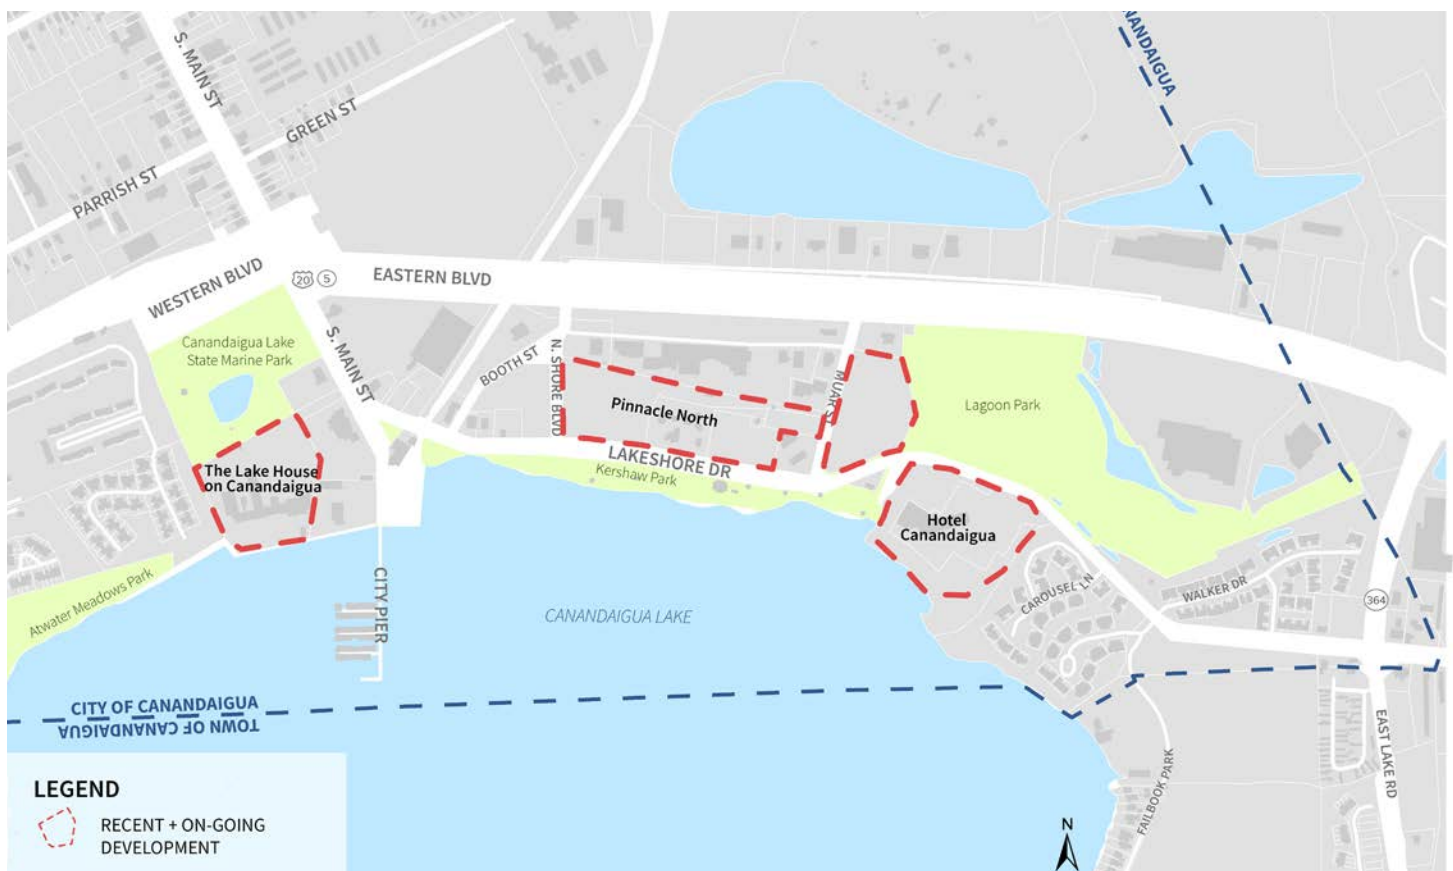 NANDAIGUA
S. MAIN ST
GREEN ST
PARRISH ST
WESTERN BLVD
20
5
EASTERN BLVD
Canandaigua Lake
State Marine Park
S. MAIN ST
BOOTH ST
N. SHORE BLVD
Pinnacle North
MUAR ST
Lagoon Park
The Lake House
on Canandaigua
LAKESHORE DR
Kershaw Park
Hotel
Canandaigua
Atwater Meadows Park
CITY PIER
CANANDAIGUA LAKE
CAROUSEL LN
WALKER DR
364
CITY OF CANANDAIGUA
TOWN OF CANANDAIGUA
EAST LAKE RD
FAILBOOK PARK
LEGEND
RECENT + ON-GOING
DEVELOPMENT
N